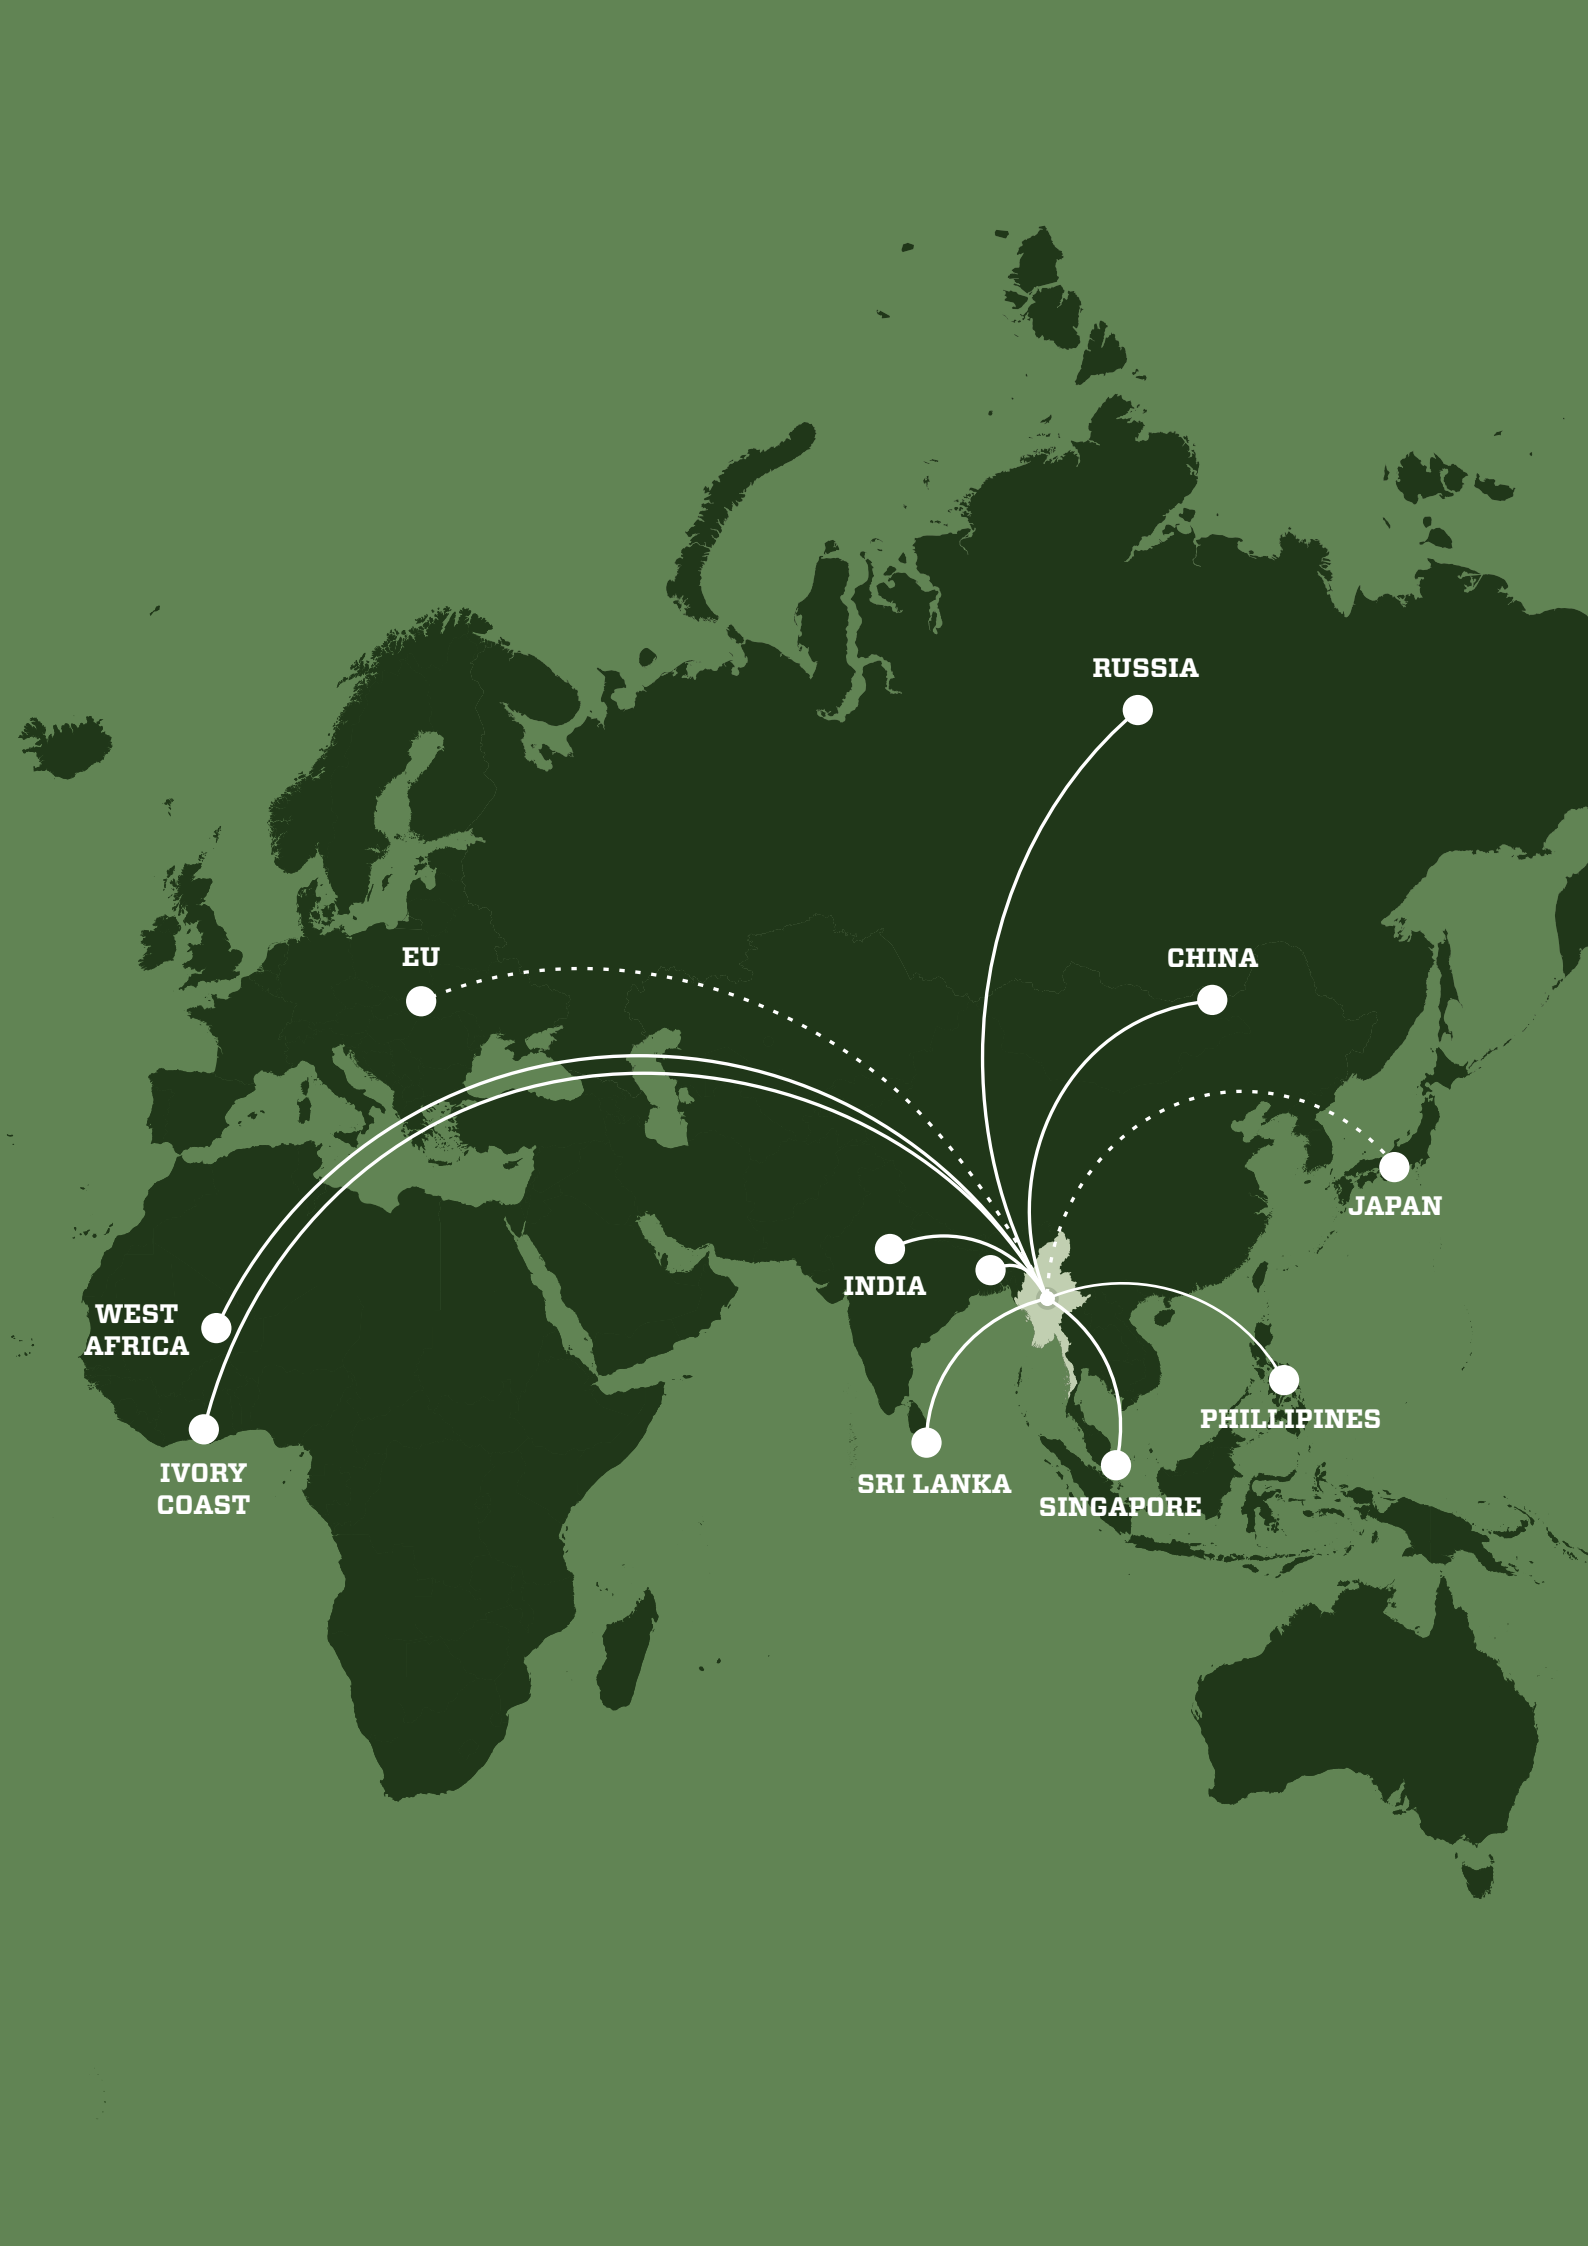 RUSSIA
EU
CHINA
JAPAN
INDIA
WEST
AFRICA
PHILLIPINES
IVORY
COAST
SRI LANKA
SINGAPORE